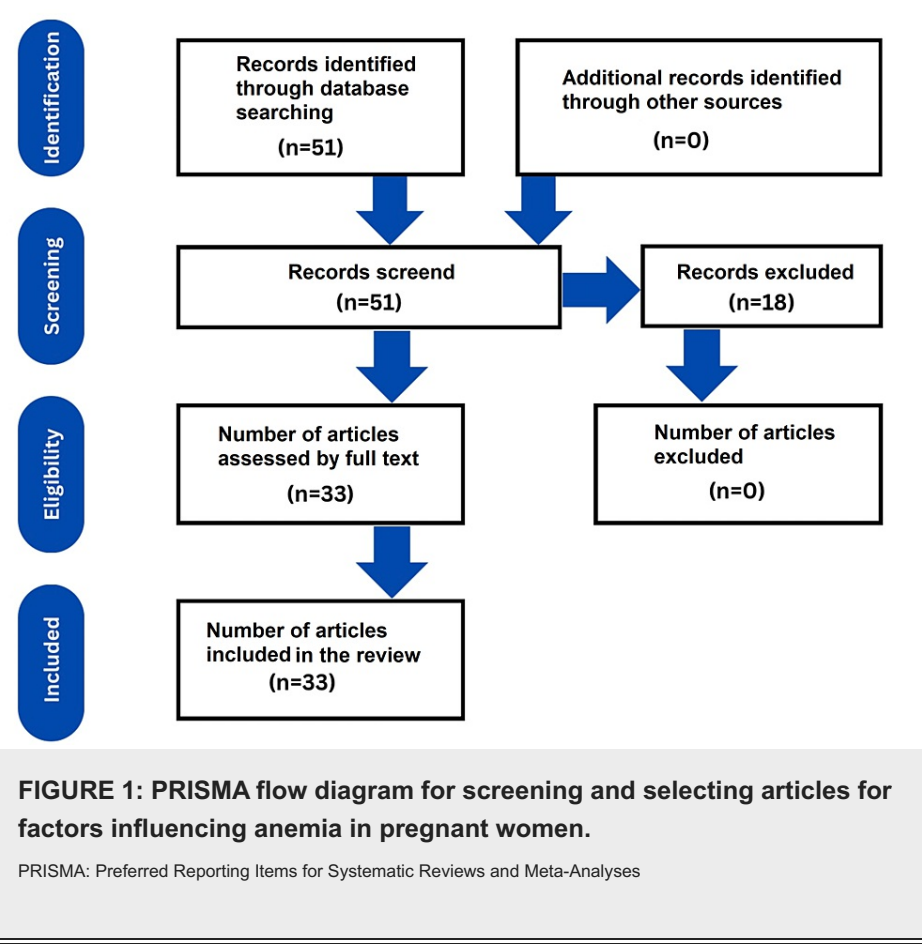 Identification
Records identified
through database
searching
(n=51)
Additional records identified
through other sources
(n=0)
Screening
Records screend
(n=51)
Records excluded
(n=18)
Eligibility
Number of articles
assessed by full text
(n=33)
Number of articles
excluded
(n=0)
Included
Number of articles
included in the review
(n=33)
FIGURE 1: PRISMA flow diagram for screening and selecting articles for
factors influencing anemia in pregnant women.
PRISMA: Preferred Reporting Items for Systematic Reviews and Meta-Analyses